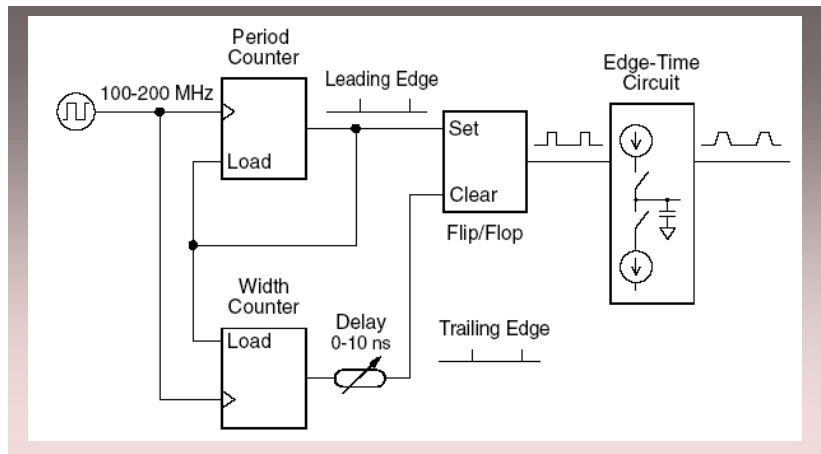 Period
Counter
100-200 MHz
Load
Leading Edge
Set
Clear
Flip/Flop
Edge-Time
Circuit
Width
Counter
Load
Delay
0-10 ns
Trailing Edge